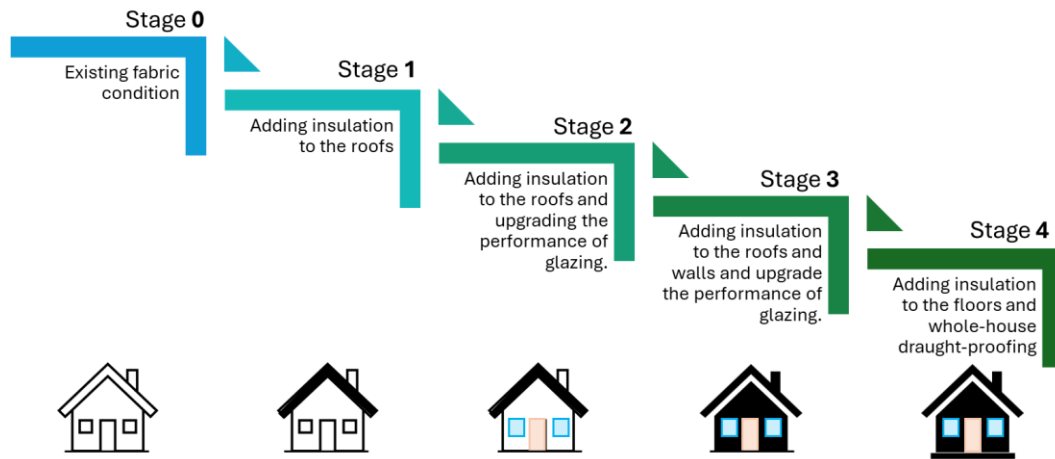 Stage 0
Existing fabric
condition
Stage 1
Adding insulation
to the roofs
Stage 2
Adding insulation
to the roofs and
upgrading the
performance of
glazing.
Stage 3
Adding insulation
to the roofs and
walls and upgrade
the performance of
glazing.
Stage 4
Adding insulation
to the floors and
whole-house
draught-proofing